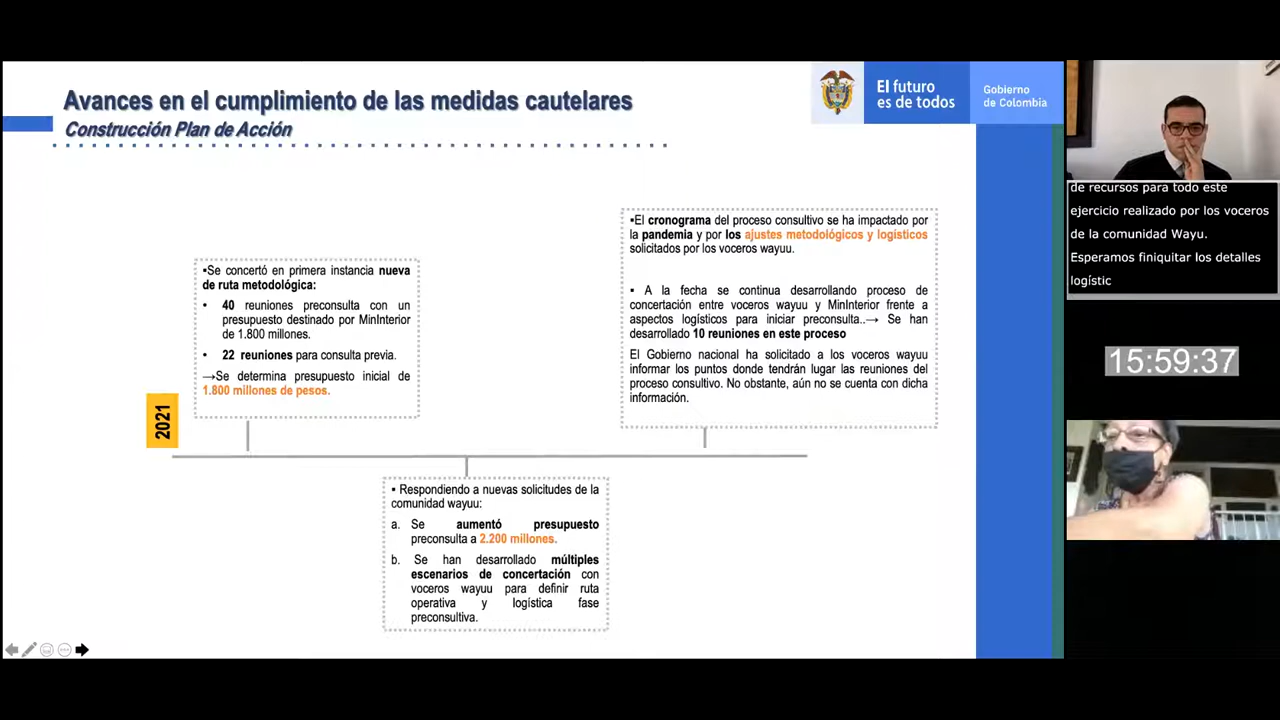 Avances en el cumplimiento de las medidas cautelares
Construcción Plan de Acción
El futuro
es de todos
Gobierno
de Colombia
▪Se concertó en primera instancia nueva
de ruta metodológica:
• 40 reuniones preconsulta con un
presupuesto destinado por MinInterior
de 1.800 millones.
• 22 reuniones para consulta previa.
→Se determina presupuesto inicial de
1.800 millones de pesos.
2021
▪ Respondiendo a nuevas solicitudes de la
comunidad wayuu:
a. Se aumentó presupuesto
preconsulta a 2.200 millones.
b. Se han desarrollado múltiples
escenarios de concertación con
voceros wayuu para definir ruta
operativa y logística fase
preconsultiva.
▪El cronograma del proceso consultivo se ha impactado por
la pandemia y por los ajustes metodológicos y logísticos
solicitados por los voceros wayuu.
▪ A la fecha se continua desarrollando proceso de
concertación entre voceros wayuu y MinInterior frente a
aspectos logísticos para iniciar preconsulta..→ Se han
desarrollado 10 reuniones en este proceso
El Gobierno nacional ha solicitado a los voceros wayuu
informar los puntos donde tendrán lugar las reuniones del
proceso consultivo. No obstante, aún no se cuenta con dicha
información.
de recursos para todo este
ejercicio realizado por los voceros
de la comunidad Wayu.
Esperamos finiquitar los detalles
logístic
15:59:37